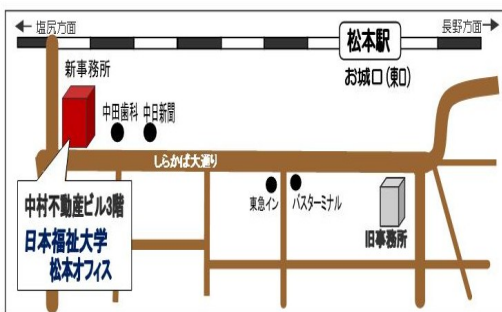 塩尻方面
松本駅
長野方面
お城口(東口)
新事務所
中田歯科
中日新聞
しらかば大通り
東急イン
バスターミナル
旧事務所
中村不動産ビル3階
日本福祉大学
松本オフィス